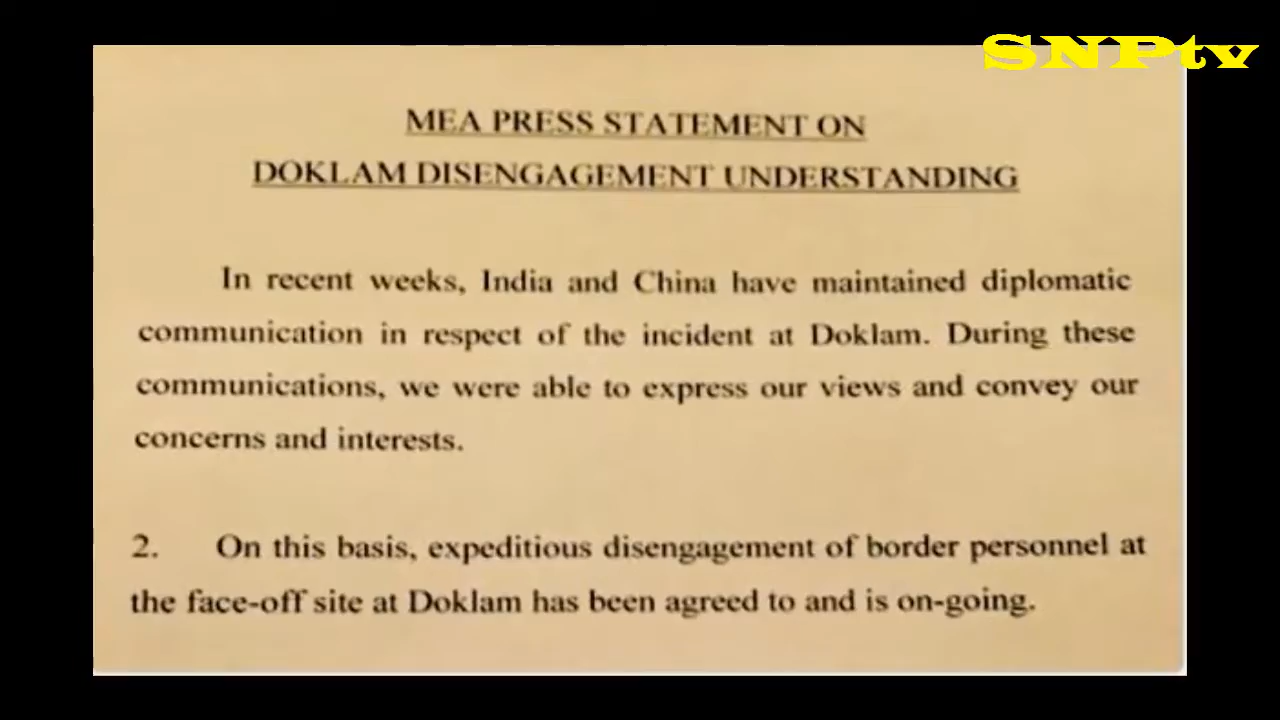 SNPtv
MEA PRESS STATEMENT ON
DOKLAM DISENGAGEMENT UNDERSTANDING
In recent weeks, India and China have maintained diplomatic
communication in respect of the incident at Doklam. During these
communications, we were able to express our views and convey our
concerns and interests.
2. On this basis, expeditious disengagement of border personnel at
the face-off site at Doklam has been agreed to and is on-going.